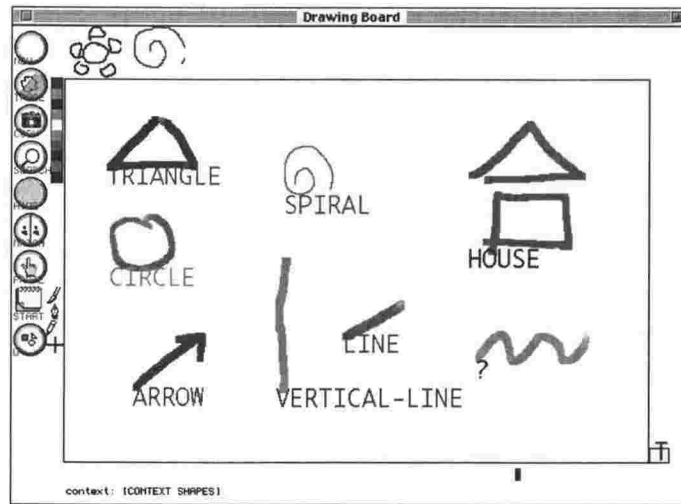 Drawing Board
TRIANGLE
SPIRAL
CIRCLE
HOUSE
LINE
?
ARROW
VERTICAL-LINE
START
context: [CONTEXT SHAPES]